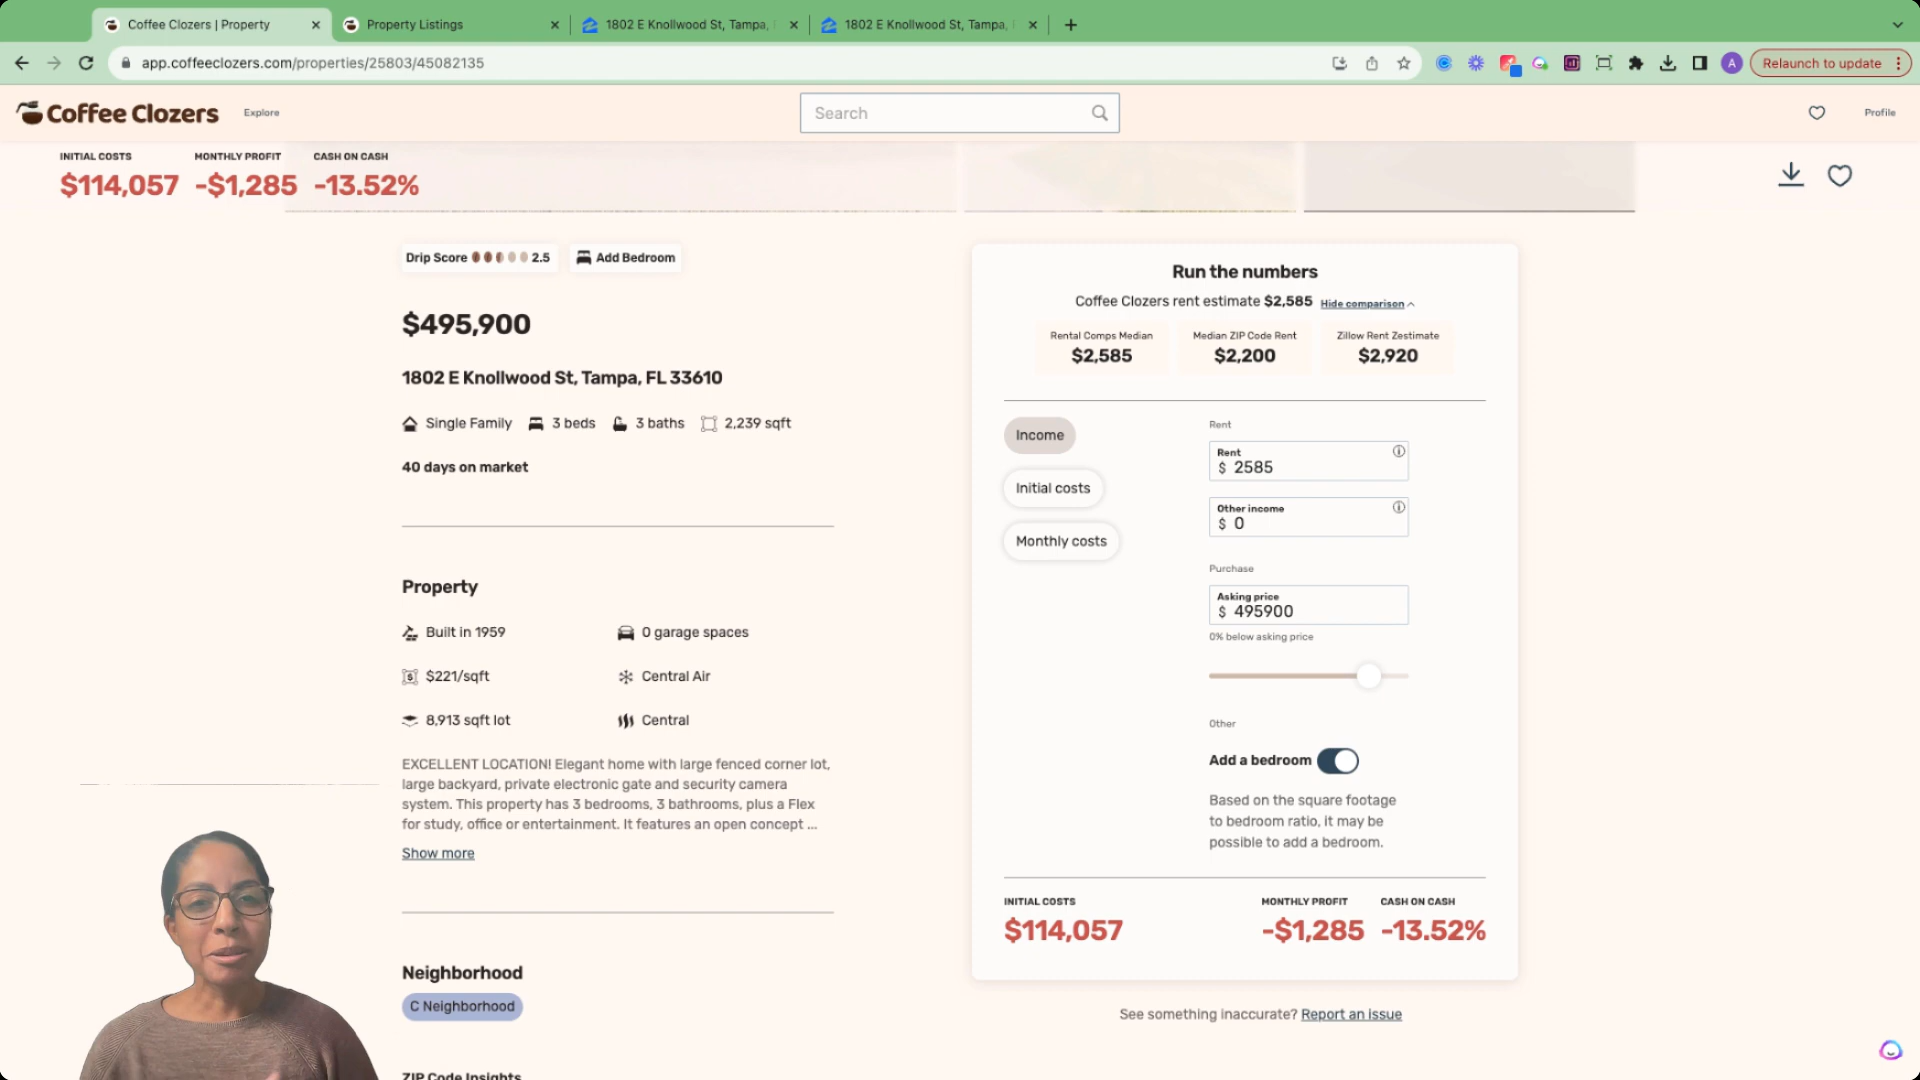 Coffee Clozers | Property
Property Listings
1802 E Knollwood St, Tampa,
1802 E Knollwood St, Tampa,
app.coffeeclozers.com/properties/25803/45082135
A
Relaunch to update
Coffee Clozers
Explore
Search
Profile
INITIAL COSTS MONTHLY PROFIT CASH ON CASH
$114,057 -$1,285 -13.52%
Drip Score 2.5 Add Bedroom
$495,900
1802 E Knollwood St, Tampa, FL 33610
Single Family 3 beds 3 baths 2,239 sqft
40 days on market
Property
Built in 1959 0 garage spaces
$221/sqft Central Air
8,913 sqft lot Central
EXCELLENT LOCATION! Elegant home with large fenced corner lot,
large backyard, private electronic gate and security camera
system. This property has 3 bedrooms, 3 bathrooms, plus a Flex
for study, office or entertainment. It features an open concept ...
Show more
Neighborhood
C Neighborhood
ZIP Code Insights
Run the numbers
Coffee Clozers rent estimate $2,585 Hide comparison
Rental Comps Median Median ZIP Code Rent Zillow Rent Zestimate
$2,585 $2,200 $2,920
Income
Initial costs
Monthly costs
Rent
Rent
$ 2585
Other income
$ 0
Purchase
Asking price
$ 495900
0% below asking price
Other
Add a bedroom
Based on the square footage
to bedroom ratio, it may be
possible to add a bedroom.
INITIAL COSTS MONTHLY PROFIT CASH ON CASH
$114,057 -$1,285 -13.52%
See something inaccurate? Report an issue